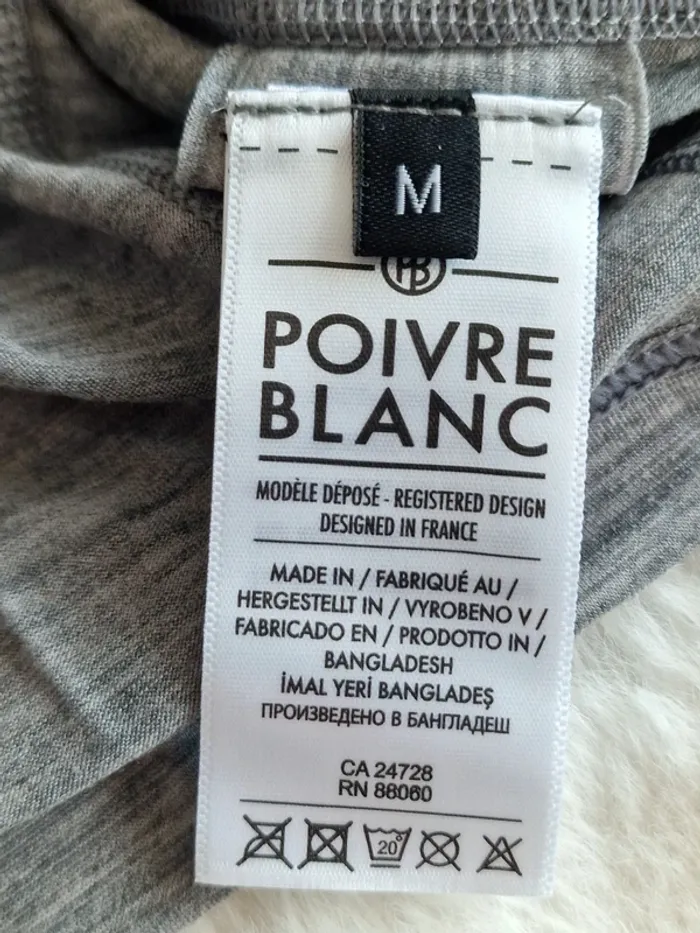 M
PB
POIVRE
BLANC
MODÈLE DÉPOSÉ - REGISTERED DESIGN
DESIGNED IN FRANCE
MADE IN / FABRIQUÉ AU /
HERGESTELLT IN / VYROBENO V /
FABRICADO EN / PRODOTTO IN /
BANGLADESH
İMAL YERİ BANGLADEŞ
ПРОИЗВЕДЕНО В БАНГЛАДЕШ
CA 24728
RN 88060
20°